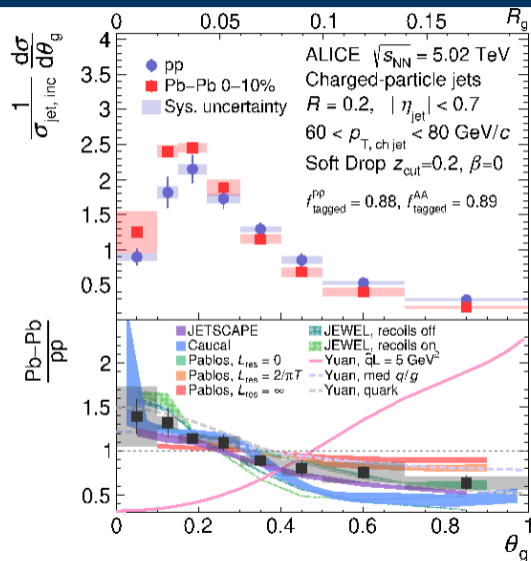 0 0.05 0.1 0.15 R_g
1/σ_jet, inc dσ/dθ_g
4
3.5
3
2.5
2
1.5
1
0.5
pp
Pb−Pb 0−10%
Sys. uncertainty
ALICE √s_NN = 5.02 TeV
Charged-particle jets
R = 0.2, | η_jet | < 0.7
60 < p_T, ch jet < 80 GeV/c
Soft Drop z_cut=0.2, β=0
f^pp_tagged = 0.88, f^AA_tagged = 0.89
Pb−Pb/pp
2
1.5
1
0.5
JETSCAPE
Caucal
Pablos, L_res = 0
Pablos, L_res = 2/πT
Pablos, L_res = ∞
JEWEL, recoils off
JEWEL, recoils on
Yuan, q̂L = 5 GeV²
Yuan, med q/g
Yuan, quark
0 0.2 0.4 0.6 0.8 1
θ_g